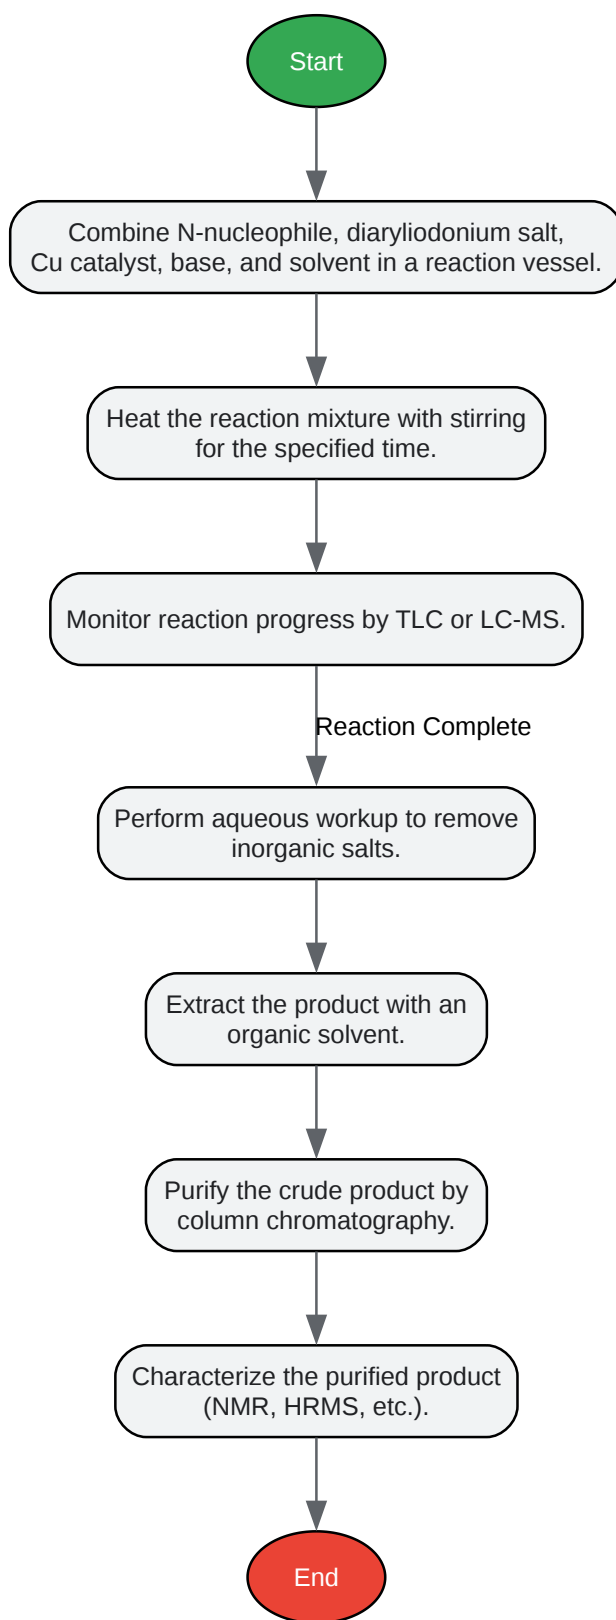 Start
Combine N-nucleophile, diaryliodonium salt,
Cu catalyst, base, and solvent in a reaction vessel.
Heat the reaction mixture with stirring
for the specified time.
Monitor reaction progress by TLC or LC-MS.
Reaction Complete
Perform aqueous workup to remove
inorganic salts.
Extract the product with an
organic solvent.
Purify the crude product by
column chromatography.
Characterize the purified product
(NMR, HRMS, etc.).
End